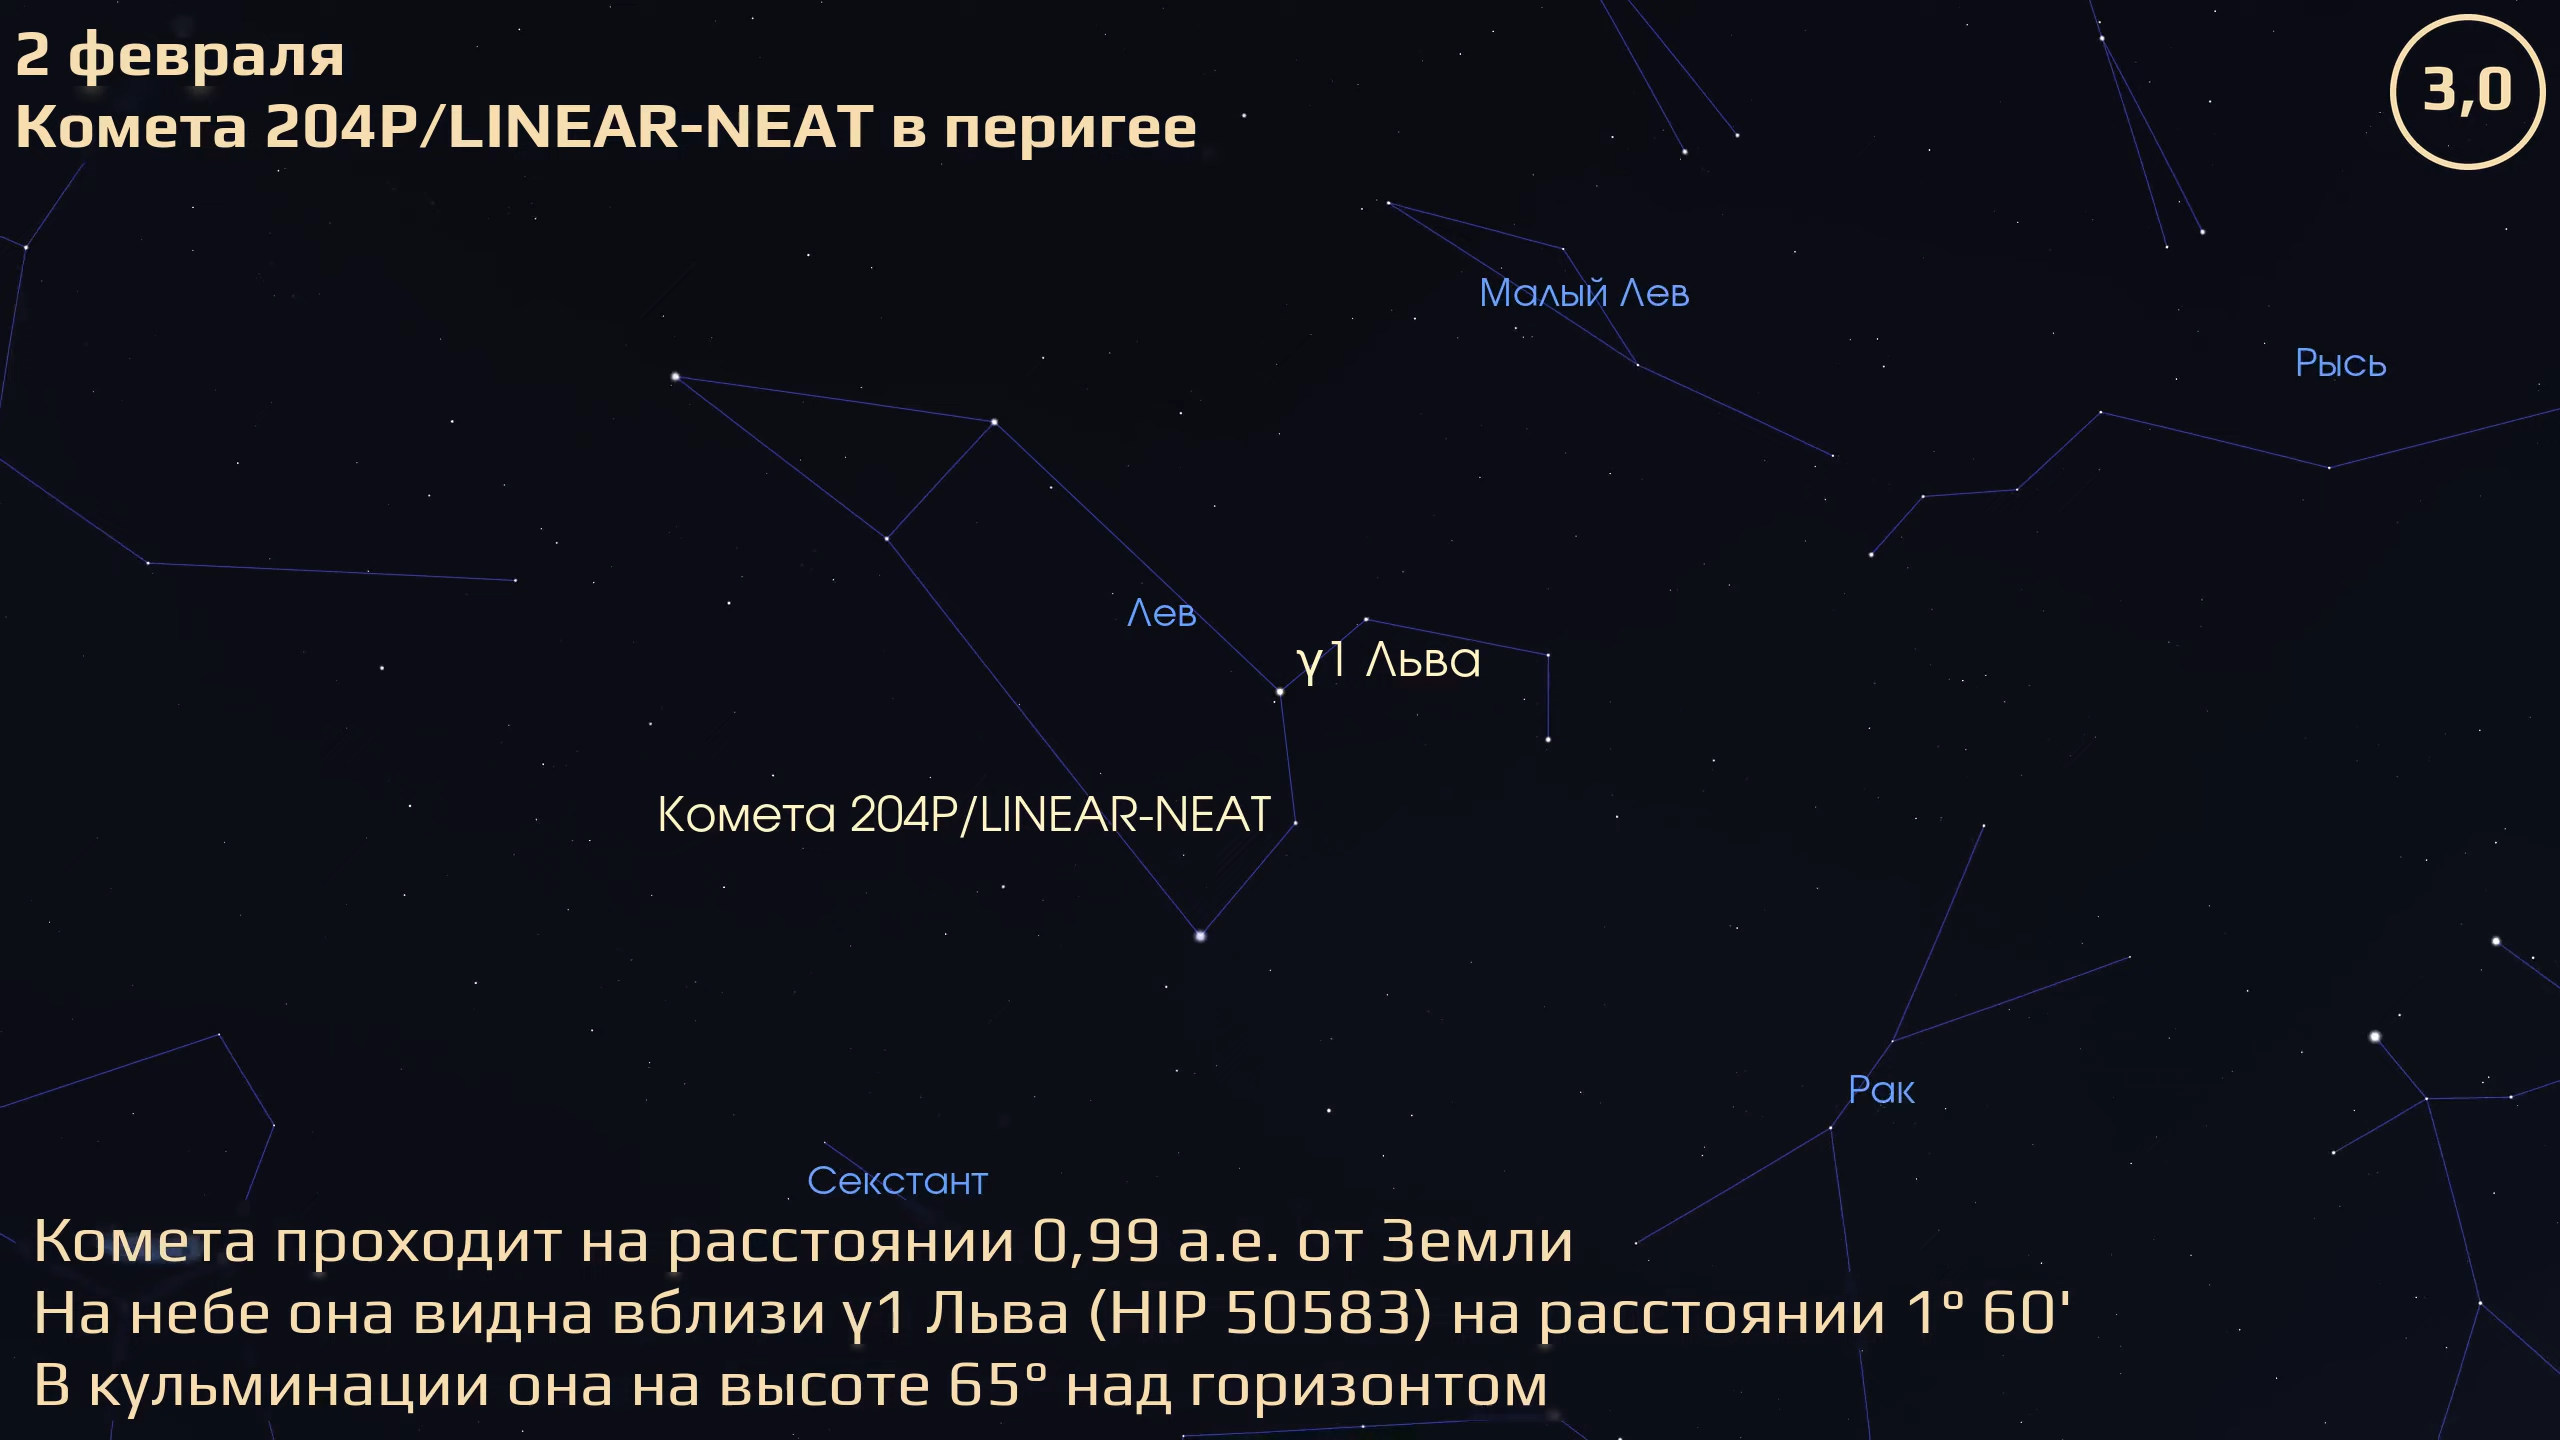 2 февраля
Комета 204P/LINEAR-NEAT в перигее
3,0
Малый Лев
Рысь
Лев
γ1 Льва
Комета 204P/LINEAR-NEAT
Рак
Секстант
Комета проходит на расстоянии 0,99 а.е. от Земли
На небе она видна вблизи γ1 Льва (HIP 50583) на расстоянии 1° 60'
В кульминации она на высоте 65° над горизонтом